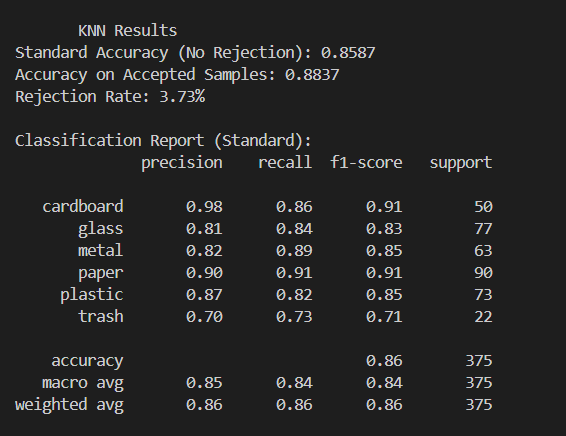 KNN Results
Standard Accuracy (No Rejection): 0.8587
Accuracy on Accepted Samples: 0.8837
Rejection Rate: 3.73%
Classification Report (Standard):
precision recall f1-score support
cardboard 0.98 0.86 0.91 50
glass 0.81 0.84 0.83 77
metal 0.82 0.89 0.85 63
paper 0.90 0.91 0.91 90
plastic 0.87 0.82 0.85 73
trash 0.70 0.73 0.71 22
accuracy 0.86 375
macro avg 0.85 0.84 0.84 375
weighted avg 0.86 0.86 0.86 375